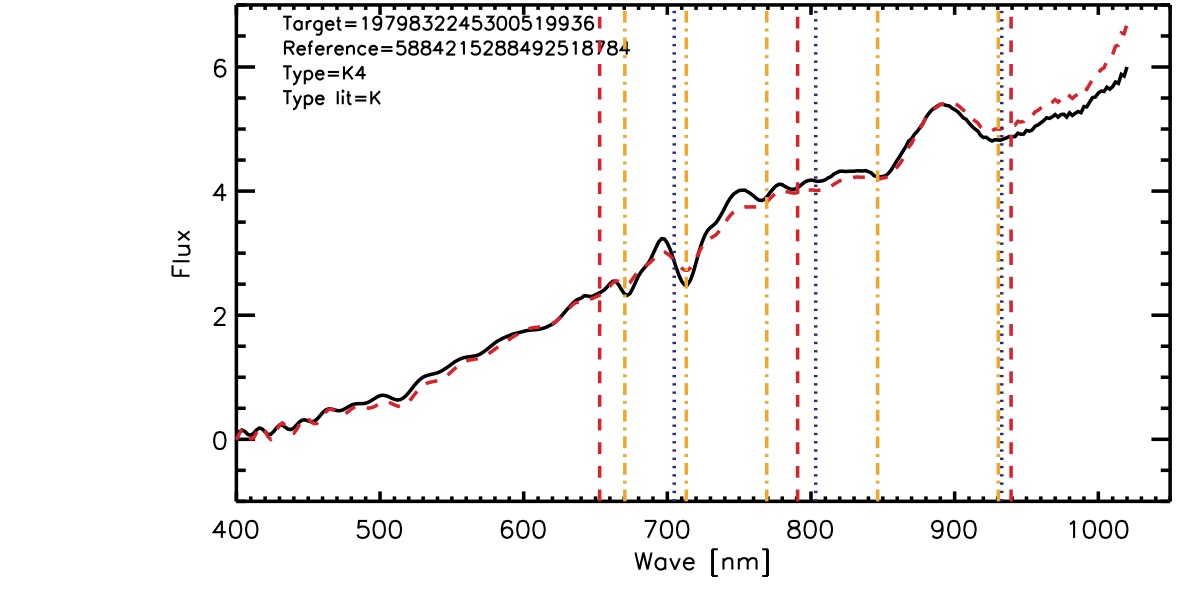 Target=1979832245300519936
Reference=5884215288492518784
Type=K4
Type lit=K
6
4
2
0
Flux
400 500 600 700 800 900 1000
Wave [nm]